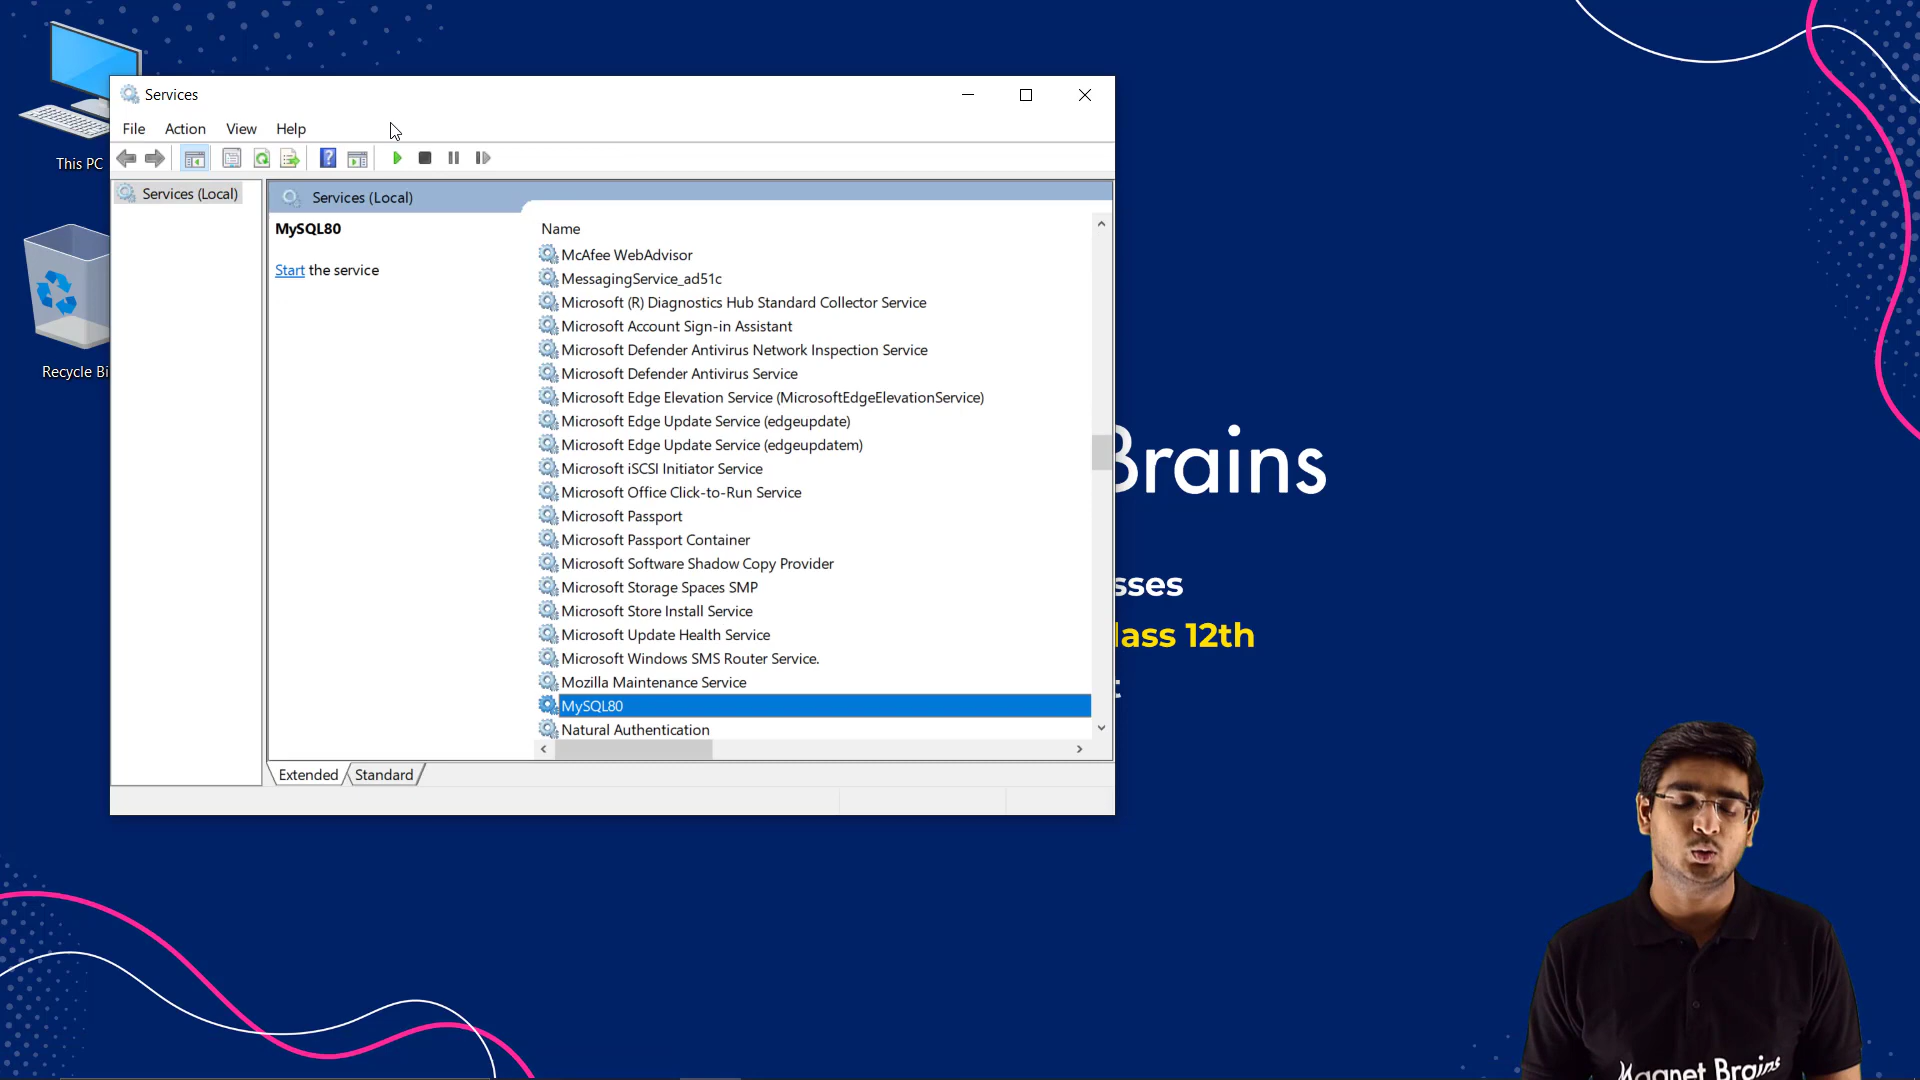 This PC
Recycle Bi
Services
File Action View Help
Services (Local)
Services (Local)
MySQL80
Start the service
Name
McAfee WebAdvisor
MessagingService_ad51c
Microsoft (R) Diagnostics Hub Standard Collector Service
Microsoft Account Sign-in Assistant
Microsoft Defender Antivirus Network Inspection Service
Microsoft Defender Antivirus Service
Microsoft Edge Elevation Service (MicrosoftEdgeElevationService)
Microsoft Edge Update Service (edgeupdate)
Microsoft Edge Update Service (edgeupdatem)
Microsoft iSCSI Initiator Service
Microsoft Office Click-to-Run Service
Microsoft Passport
Microsoft Passport Container
Microsoft Software Shadow Copy Provider
Microsoft Storage Spaces SMP
Microsoft Store Install Service
Microsoft Update Health Service
Microsoft Windows SMS Router Service.
Mozilla Maintenance Service
MySQL80
Natural Authentication
Extended Standard
Brains
sses
lass 12th
t
Magnet Brains